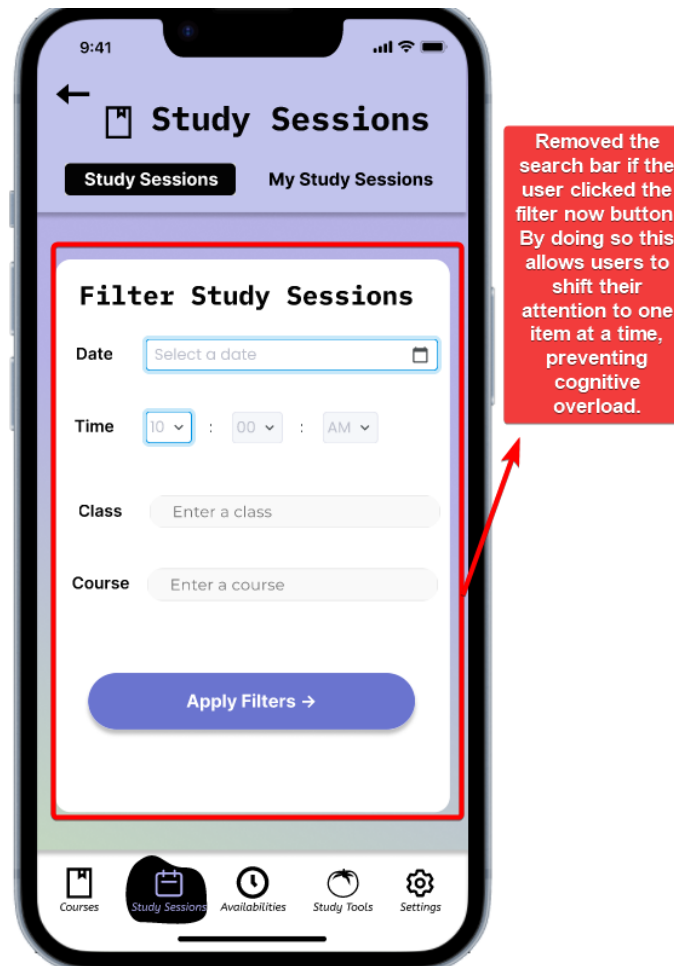 9:41
Study Sessions
Study Sessions My Study Sessions
Filter Study Sessions
Date Select a date
Time 10 : 00 : AM
Class Enter a class
Course Enter a course
Apply Filters →
Courses Study Sessions Availabilities Study Tools Settings
Removed the
search bar if the
user clicked the
filter now button
By doing so this
allows users to
shift their
attention to one
item at a time,
preventing
cognitive
overload.